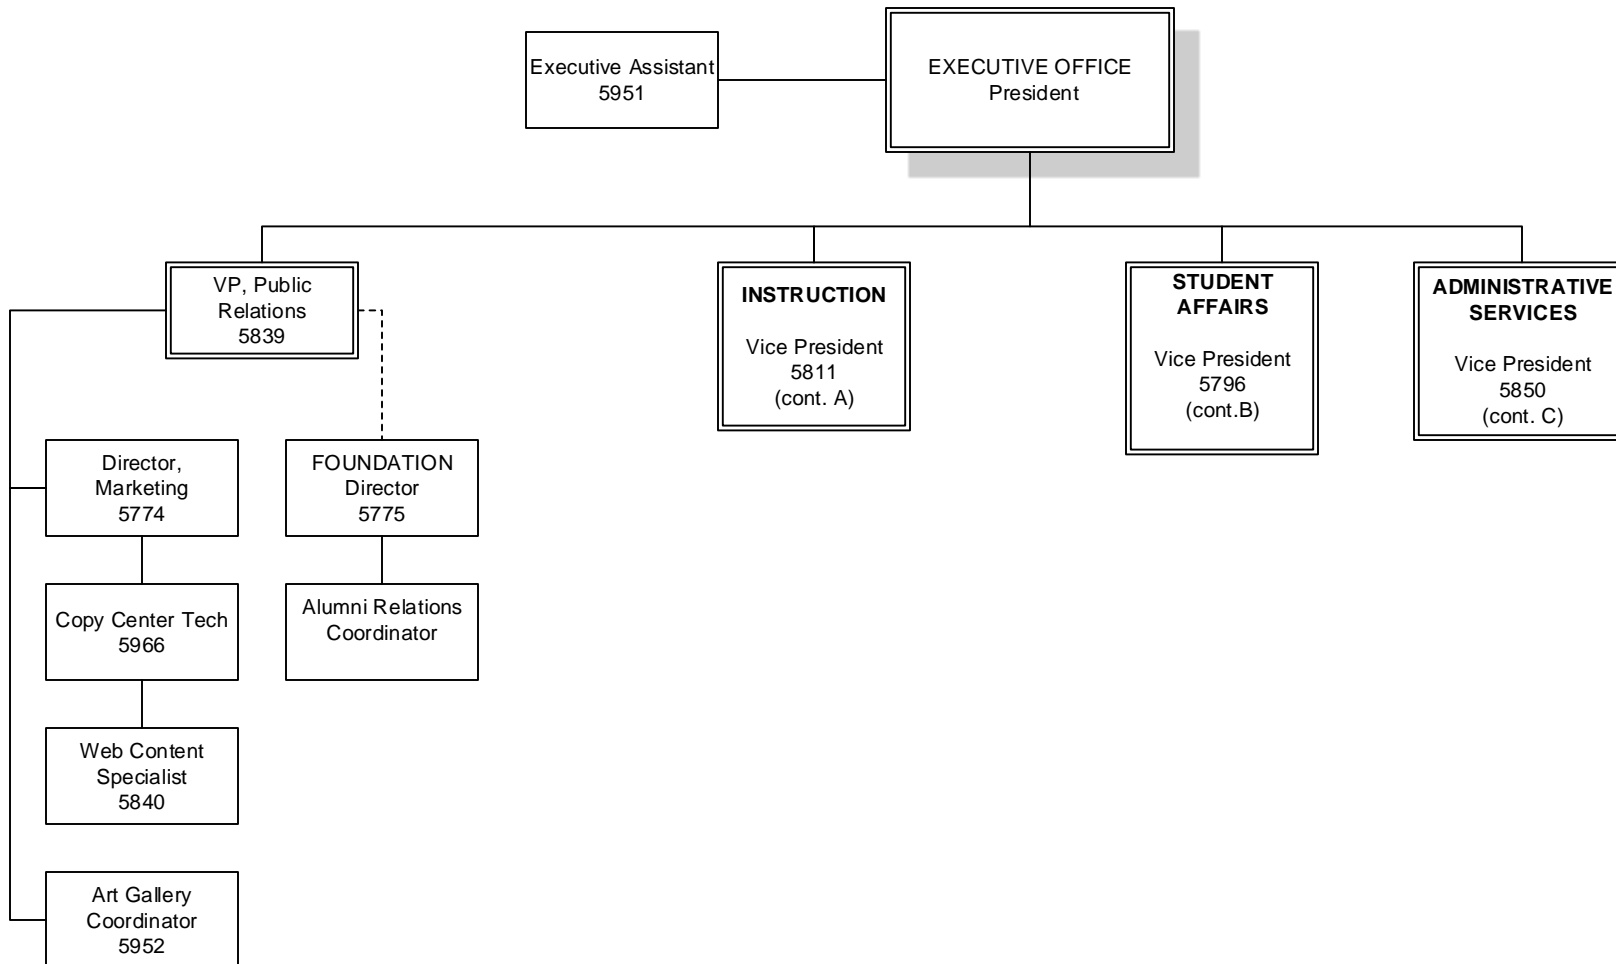 Executive Assistant
5951
EXECUTIVE OFFICE
President
VP, Public
Relations
5839
INSTRUCTION
Vice President
5811
(cont. A)
STUDENT
AFFAIRS
Vice President
5796
(cont.B)
ADMINISTRATIVE
SERVICES
Vice President
5850
(cont. C)
Director,
Marketing
5774
FOUNDATION
Director
5775
Copy Center Tech
5966
Alumni Relations
Coordinator
Web Content
Specialist
5840
Art Gallery
Coordinator
5952